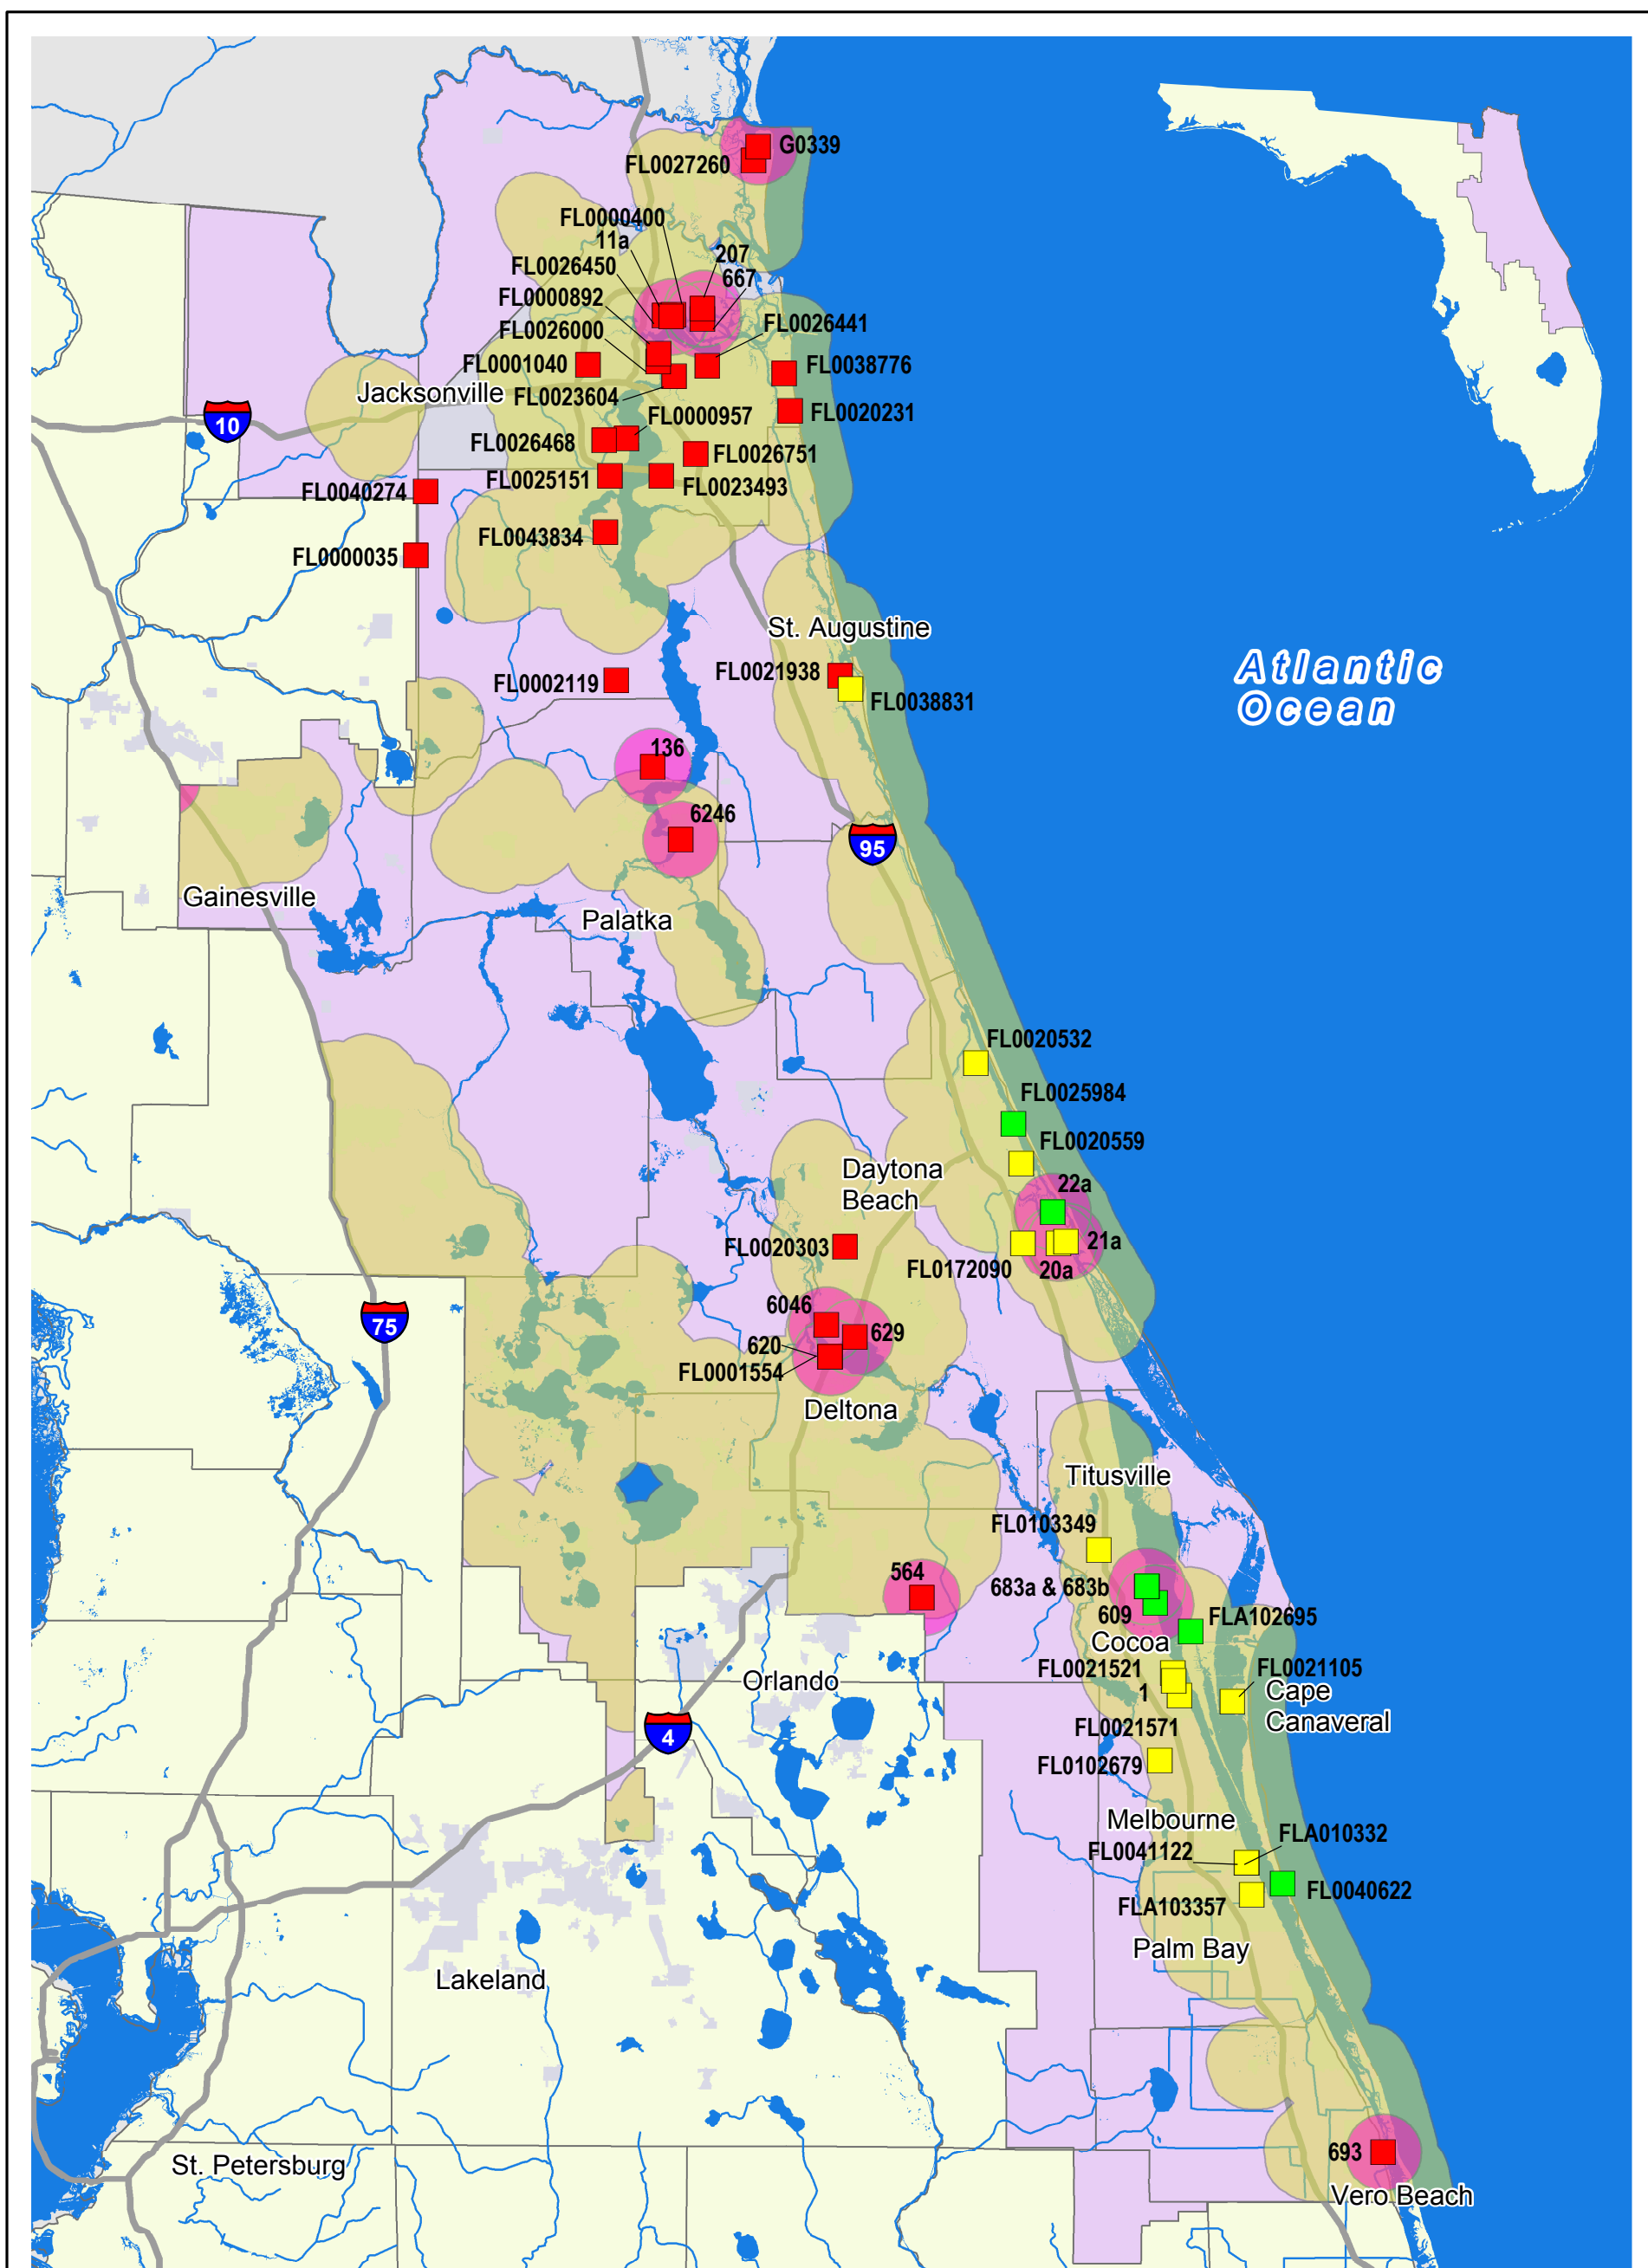 G0339
FL0027260
FL0000400
11a
207
FL0026450
667
FL0000892
FL0026441
FL0026000
FL0001040
FL0038776
Jacksonville
FL0023604
10
FL0000957
FL0020231
FL0026468
FL0026751
FL0025151
FL0023493
FL0040274
FL0043834
FL0000035
St. Augustine
Atlantic
Ocean
FL0021938
FL0002119
FL0038831
136
6246
95
Gainesville
Palatka
FL0020532
FL0025984
FL0020559
Daytona
Beach
22a
FL0020303
21a
FL0172090
20a
6046
75
629
620
FL0001554
Deltona
Titusville
FL0103349
564
683a & 683b
609
FLA102695
Cocoa
FL0021521
FL0021105
Orlando
1
Cape
Canaveral
FL0021571
4
FL0102679
Melbourne
FLA010332
FL0041122
FL0040622
FLA103357
Palm Bay
Lakeland
693
St. Petersburg
Vero Beach